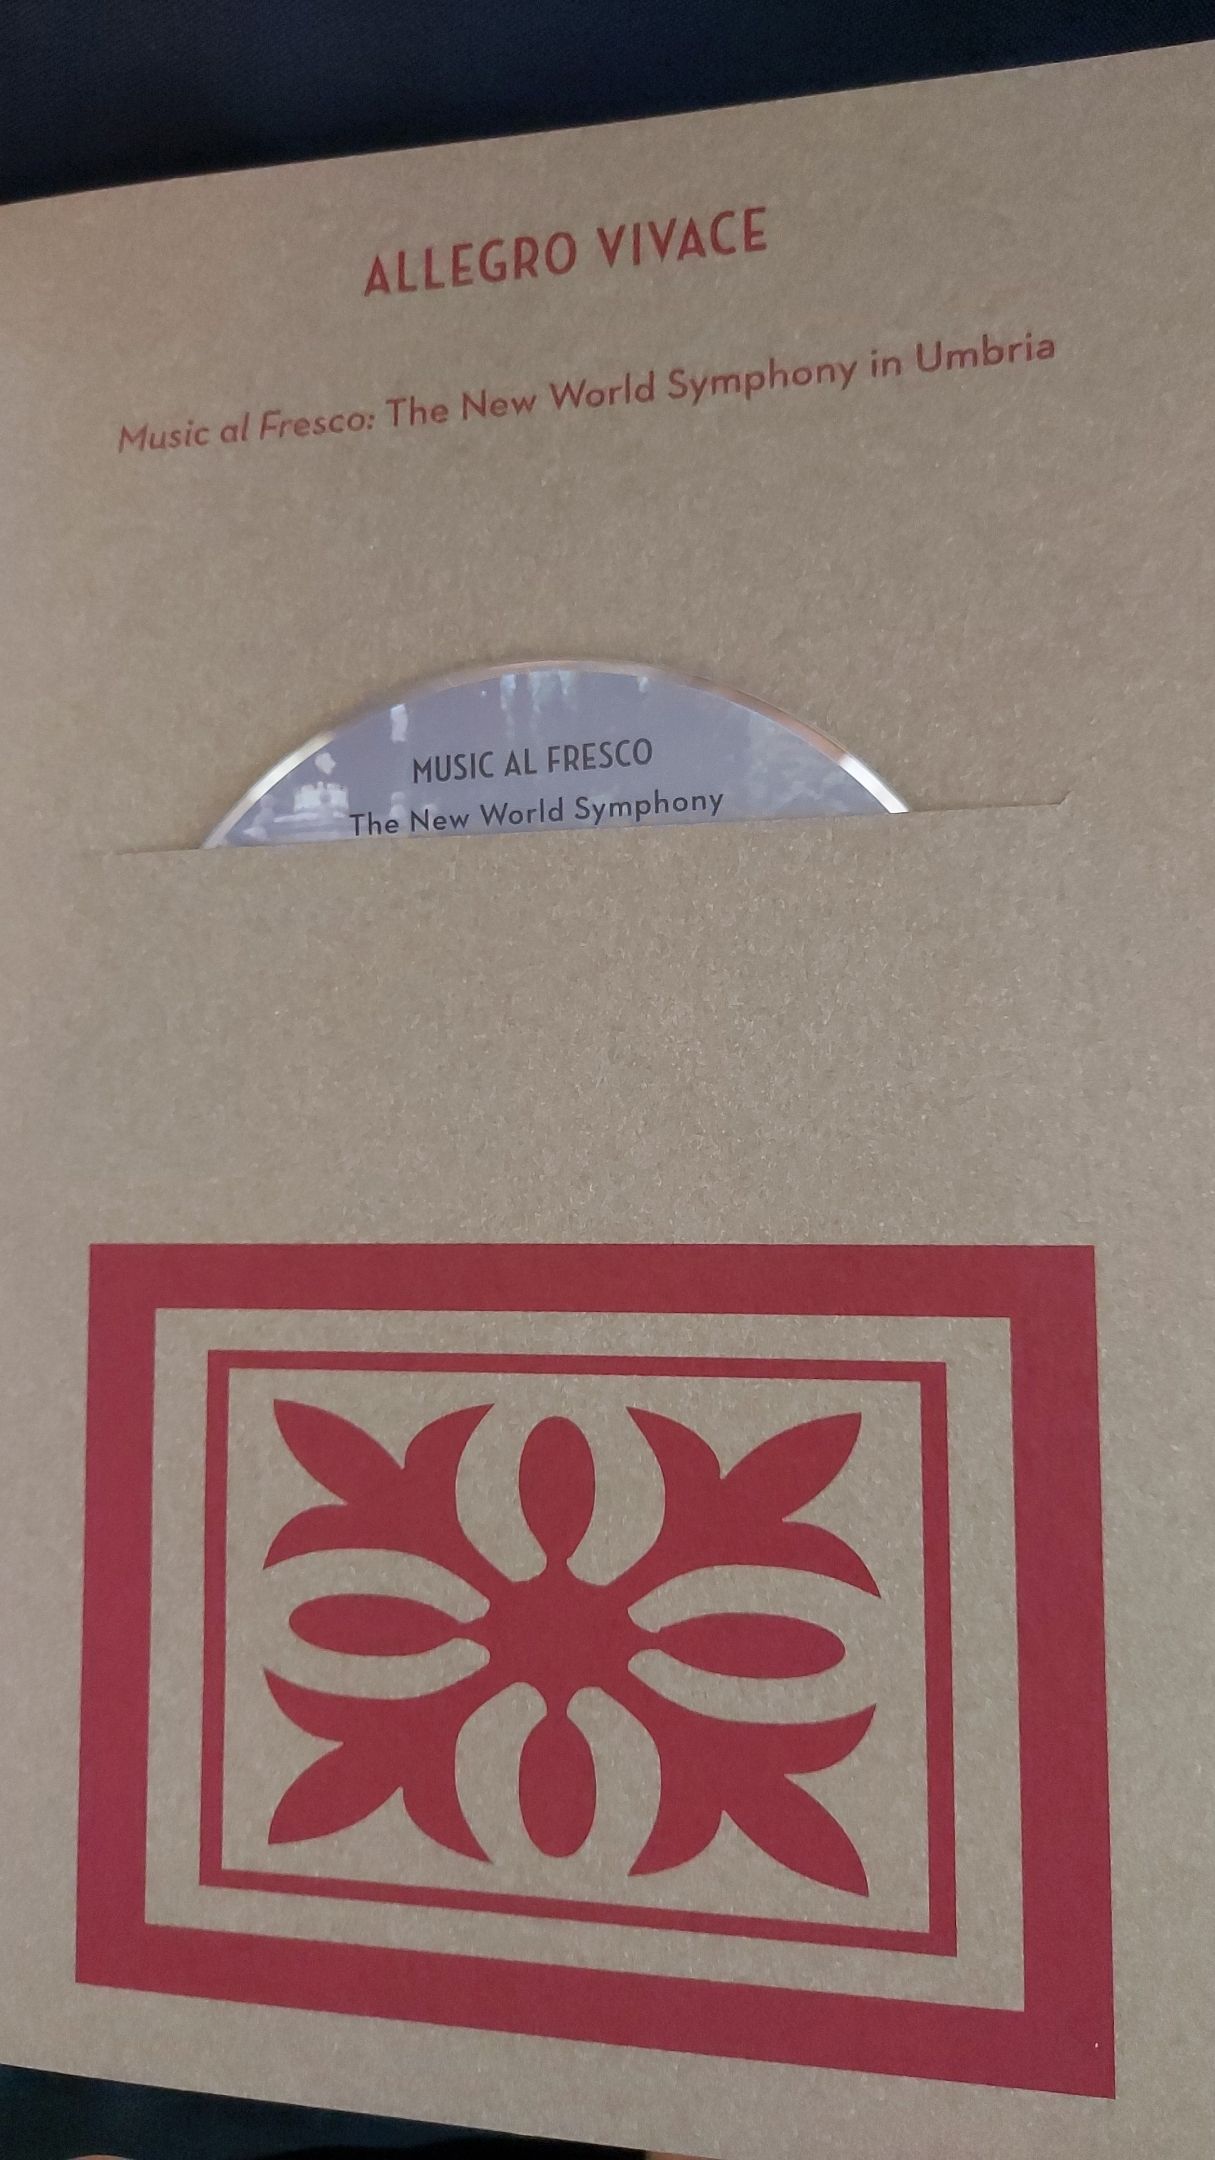 ALLEGRO VIVACE
Music al Fresco: The New World Symphony in Umbria
MUSIC AL FRESCO
The New World Symphony